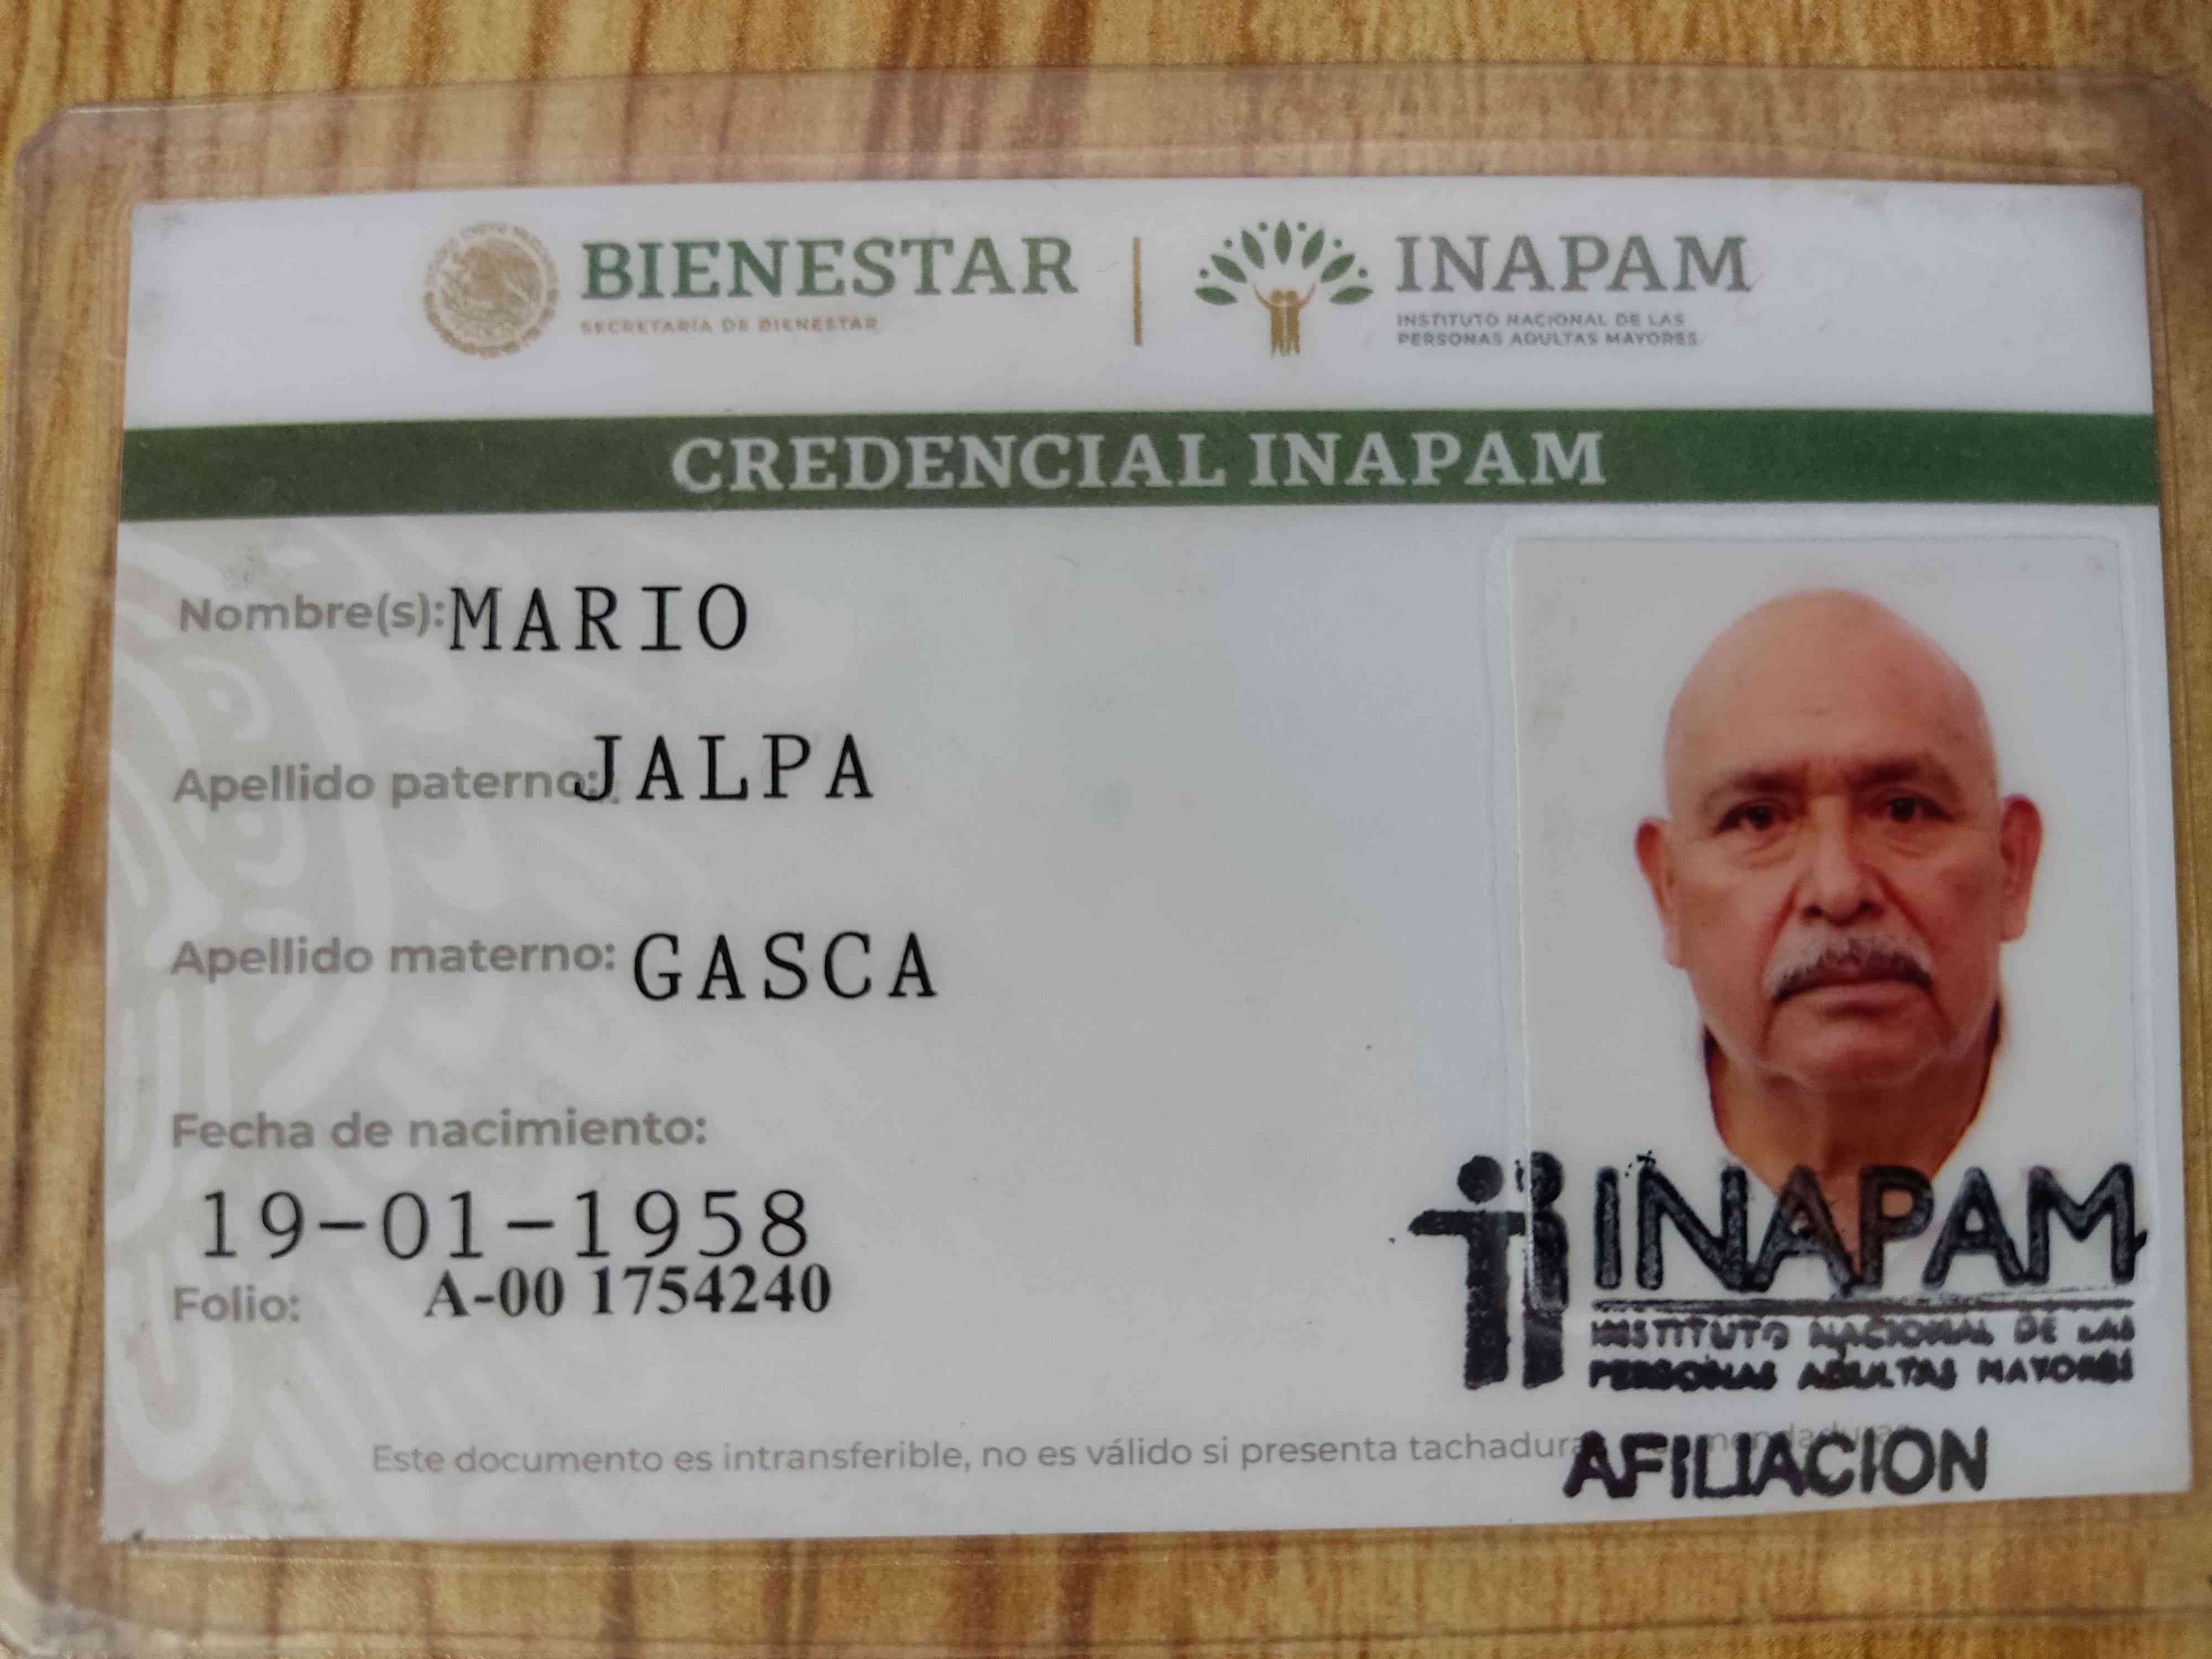 BIENESTAR
SECRETARÍA DE BIENESTAR
INAPAM
INSTITUTO NACIONAL DE LAS
PERSONAS ADULTAS MAYORES
CREDENCIAL INAPAM
Nombre(s): MARIO
Apellido paterno: JALPA
Apellido materno: GASCA
Fecha de nacimiento:
19-01-1958
Folio: A-00 1754240
INAPAM
INSTITUTO NACIONAL DE LAS
PERSONAS ADULTAS MAYORES
Este documento es intransferible, no es válido si presenta
AFILIACION